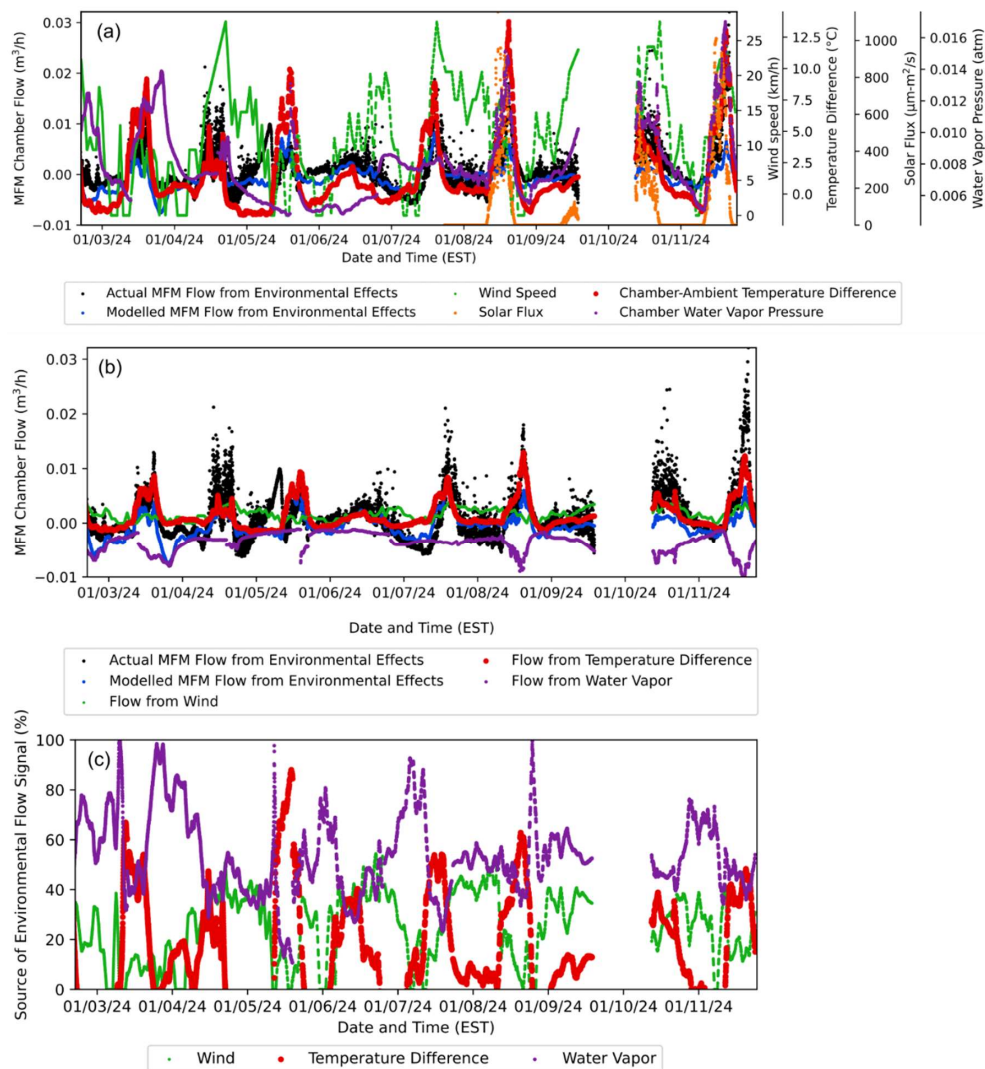 (a)
MFM Chamber Flow (m³/h)
0.03
0.02
0.01
0.00
−0.01
01/03/24 01/04/24 01/05/24 01/06/24 01/07/24 01/08/24 01/09/24 01/10/24 01/11/24
Date and Time (EST)
25
20
15
10
5
0
Wind speed (km/h)
12.5
10.0
7.5
5.0
2.5
0.0
Temperature Difference (°C)
1000
800
600
400
200
0
Solar Flux (μm-m²/s)
0.016
0.014
0.012
0.010
0.008
0.006
Water Vapor Pressure (atm)
Actual MFM Flow from Environmental Effects
Modelled MFM Flow from Environmental Effects
Wind Speed
Solar Flux
Chamber-Ambient Temperature Difference
Chamber Water Vapor Pressure
(b)
MFM Chamber Flow (m³/h)
0.03
0.02
0.01
0.00
−0.01
01/03/24 01/04/24 01/05/24 01/06/24 01/07/24 01/08/24 01/09/24 01/10/24 01/11/24
Date and Time (EST)
Actual MFM Flow from Environmental Effects
Modelled MFM Flow from Environmental Effects
Flow from Wind
Flow from Temperature Difference
Flow from Water Vapor
(c)
Source of Environmental Flow Signal (%)
100
80
60
40
20
0
01/03/24 01/04/24 01/05/24 01/06/24 01/07/24 01/08/24 01/09/24 01/10/24 01/11/24
Date and Time (EST)
Wind
Temperature Difference
Water Vapor